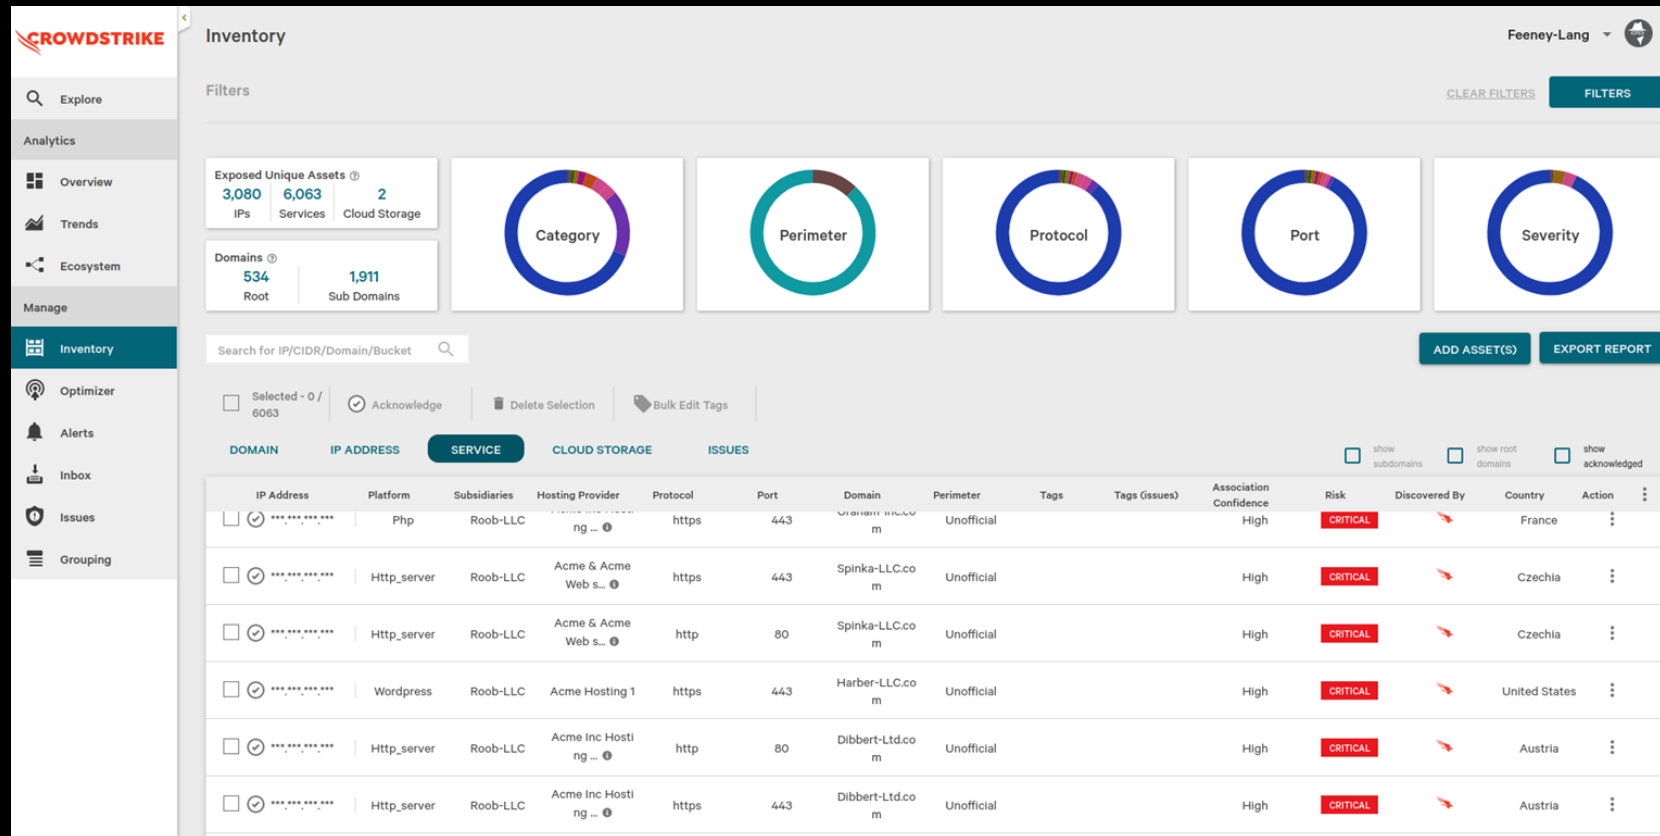 CROWDSTRIKE
Inventory
Feeney-Lang
Explore
Analytics
Overview
Trends
Ecosystem
Manage
Inventory
Optimizer
Alerts
Inbox
Issues
Grouping
Filters
CLEAR FILTERS
FILTERS
Exposed Unique Assets
3,080 6,063 2
IPs Services Cloud Storage
Domains
534 1,911
Root Sub Domains
Category
Perimeter
Protocol
Port
Severity
Search for IP/CIDR/Domain/Bucket
ADD ASSET(S)
EXPORT REPORT
Selected - 0 /
6063
Acknowledge
Delete Selection
Bulk Edit Tags
DOMAIN IP ADDRESS SERVICE CLOUD STORAGE ISSUES
show
subdomains
show root
domains
show
acknowledged
IP Address Platform Subsidiaries Hosting Provider Protocol Port Domain Perimeter Tags Tags (issues) Association Confidence Risk Discovered By Country Action
***.***.***.*** Php Roob-LLC ng ... https 443 Graham-Inc.co
m Unofficial High CRITICAL France
***.***.***.*** Http_server Roob-LLC Acme & Acme
Web s... https 443 Spinka-LLC.co
m Unofficial High CRITICAL Czechia
***.***.***.*** Http_server Roob-LLC Acme & Acme
Web s... http 80 Spinka-LLC.co
m Unofficial High CRITICAL Czechia
***.***.***.*** Wordpress Roob-LLC Acme Hosting 1 https 443 Harber-LLC.co
m Unofficial High CRITICAL United States
***.***.***.*** Http_server Roob-LLC Acme Inc Hosti
ng ... http 80 Dibbert-Ltd.co
m Unofficial High CRITICAL Austria
***.***.***.*** Http_server Roob-LLC Acme Inc Hosti
ng ... https 443 Dibbert-Ltd.co
m Unofficial High CRITICAL Austria